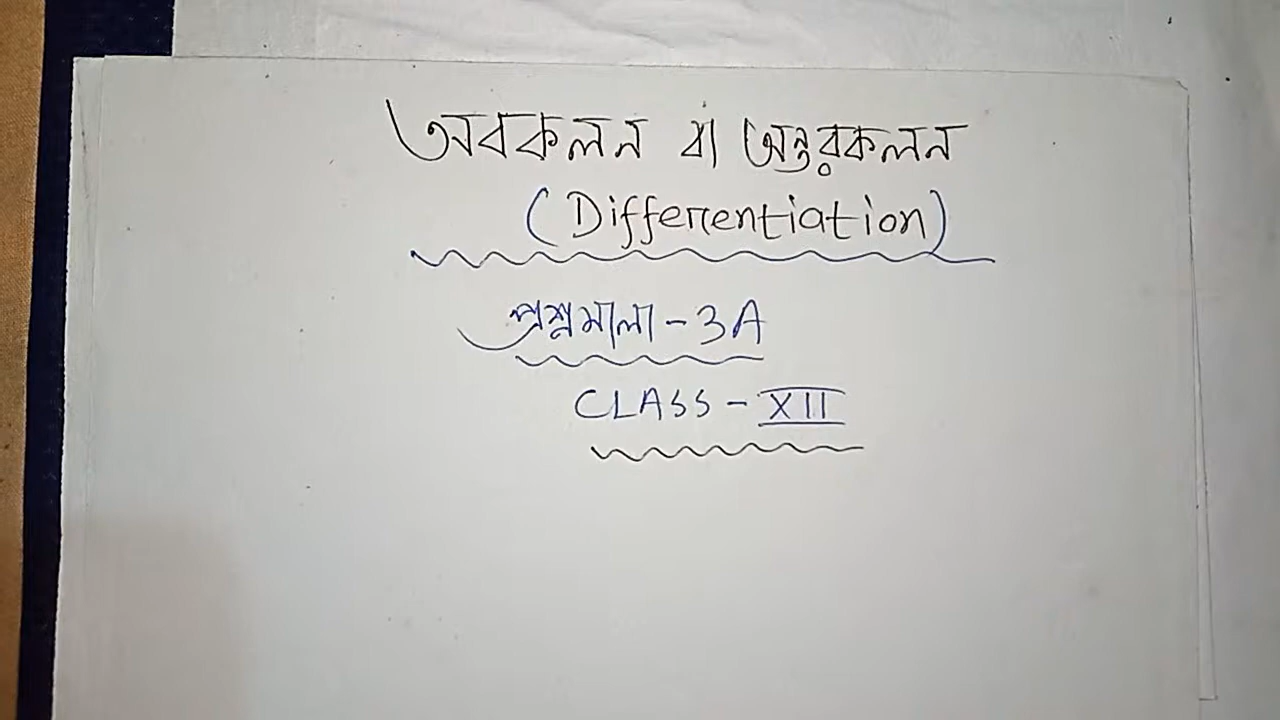 অবকলন বা অন্তরকলন
(Differentiation)
প্রশ্নমালা - 3A
CLASS - XII